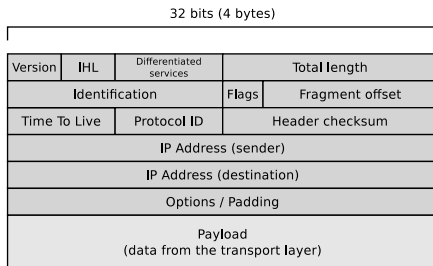 32 bits (4 bytes)
Version IHL Differentiated services Total length
Identification Flags Fragment offset
Time To Live Protocol ID Header checksum
IP Address (sender)
IP Address (destination)
Options / Padding
Payload
(data from the transport layer)